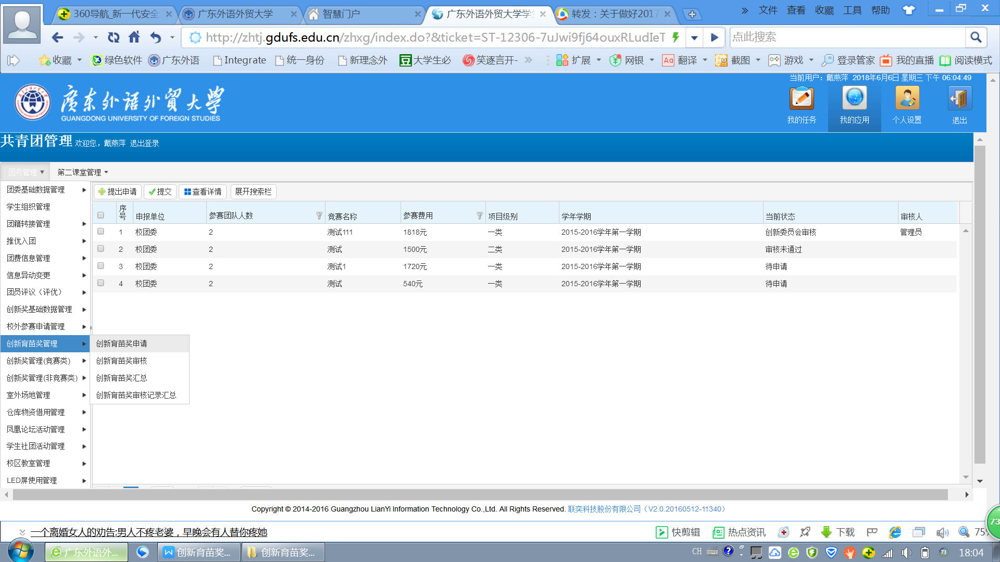 360导航_新一代安全
广东外语外贸大学
智慧门户
广东外语外贸大学学生
转发：关于做好2017
文件 查看 收藏 工具 帮助
http://zhtj.gdufs.edu.cn/zhxg/index.do?&ticket=ST-12306-7uJwi9fj64ouxRLudIeT
点此搜索
收藏 绿色软件 广东外语 Integrate 统一身份 新理念外 大学生必 笑逐言开- 扩展 网银 翻译 截图 游戏 登录管家 我的直播 阅读模式
当前用户：戴燕萍 2018年6月6日 星期三 下午 06:04:49
廣东外语外貿大学
GUANGDONG UNIVERSITY OF FOREIGN STUDIES
我的任务 我的应用 个人设置 退出
共青团管理 欢迎您，戴燕萍 退出登录
团务管理 第二课堂管理
提出申请 提交 查看详情 展开搜索栏
序号 申报单位 参赛团队人数 竞赛名称 参赛费用 项目级别 学年学期 当前状态 审核人
1 校团委 2 测试111 1818元 一类 2015-2016学年第一学期 创新委员会审核 管理员
2 校团委 2 测试 1500元 二类 2015-2016学年第一学期 审核未通过
3 校团委 2 测试1 1720元 一类 2015-2016学年第一学期 待申请
4 校团委 2 测试 540元 一类 2015-2016学年第一学期 待申请
团委基础数据管理
学生组织管理
团籍转接管理
推优入团
团费信息管理
信息异动变更
团员评议（评优）
创新奖基础数据管理
校外参赛申请管理
创新育苗奖管理
创新奖管理(竞赛类)
创新奖管理(非竞赛类)
室外场地管理
仓库物资借用管理
凤凰论坛活动管理
学生社团活动管理
校区教室管理
LED屏使用管理
创新育苗奖申请
创新育苗奖审核
创新育苗奖汇总
创新育苗奖审核记录汇总
Copyright © 2014-2016 Guangzhou LianYi Information Technology Co.,Ltd. All Rights Reserved. 联奕科技股份有限公司（V2.0.20160512-11340）
一个离婚女人的劝告:男人不疼老婆，早晚会有人替你疼她
快剪辑 热点资讯 下载 75%
73
广东外语外... 创新育苗奖... 创新育苗奖...
CH 73 18:04